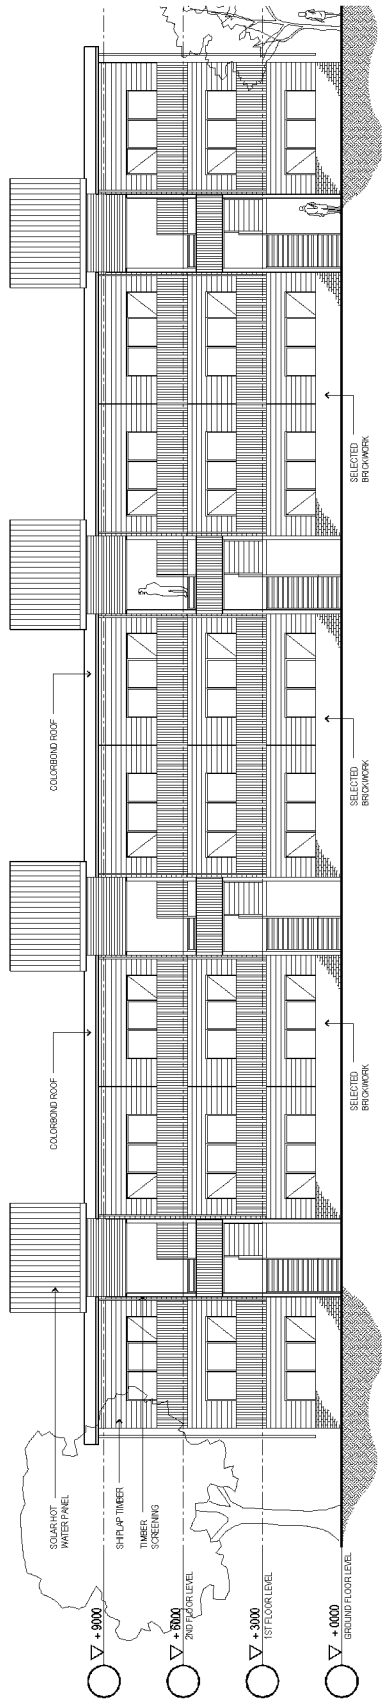 SOLAR HOT
WATER PANEL
SHIPLAP TIMBER
TIMBER
SCREENING
COLORBOND ROOF
COLORBOND ROOF
SELECTED
BRICKWORK
SELECTED
BRICKWORK
SELECTED
BRICKWORK
+ 9000
+ 6000
2ND FLOOR LEVEL
+ 3000
1ST FLOOR LEVEL
+ 0000
GROUND FLOOR LEVEL